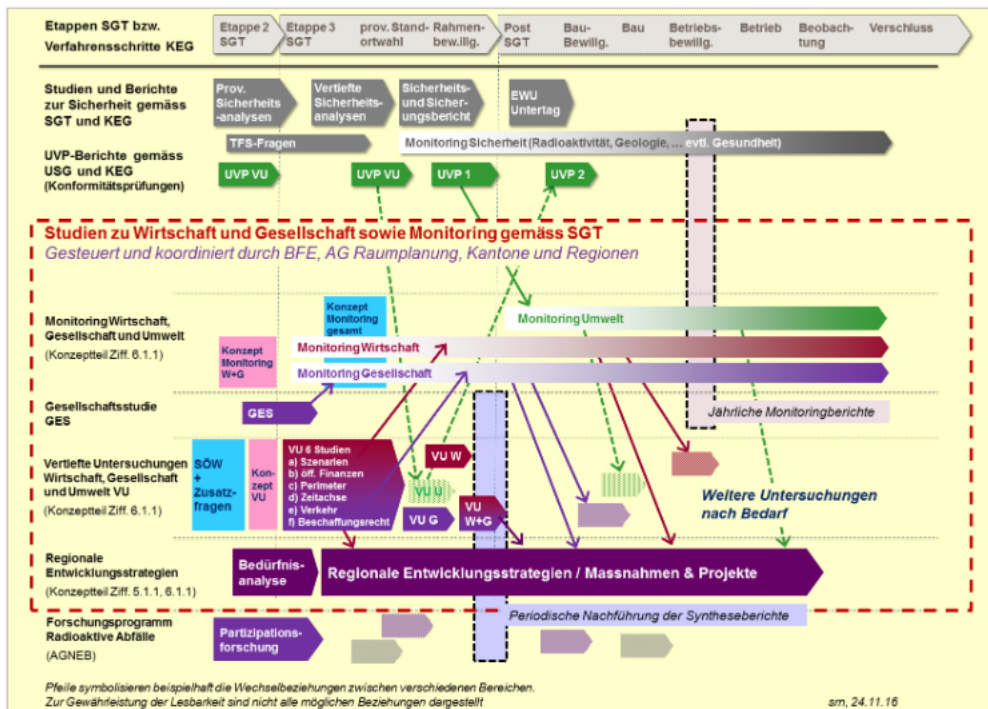 Etappen SGT bzw.
Verfahrensschritte KEG
Etappe 2
SGT
Etappe 3
SGT
prov. Stand-
ortwahl
Rahmen-
bew.illg.
Post
SGT
Bau-
Bewillg.
Bau
Betriebs-
bewillg.
Betrieb
Beobach-
tung
Verschluss
Studien und Berichte
zur Sicherheit gemäss
SGT und KEG
Prov.
Sicherheits
-analysen
Vertiefte
Sicherheits-
analysen
Sicherheits-
und Siche-
rungsbericht
EWU
Untertag
TFS-Fragen
Monitoring Sicherheit (Radioaktivität, Geologie, ... evtl. Gesundheit)
UVP-Berichte gemäss
USG und KEG
(Konformitätsprüfungen)
UVP VU
UVP VU
UVP 1
UVP 2
Studien zu Wirtschaft und Gesellschaft sowie Monitoring gemäss SGT
Gesteuert und koordiniert durch BFE, AG Raumplanung, Kantone und Regionen
Monitoring Wirtschaft,
Gesellschaft und Umwelt
(Konzeptteil Ziff. 6.1.1)
Konzept
Monitoring
W+G
Konzept
Monitoring
gesamt
Monitoring Umwelt
Monitoring Wirtschaft
Monitoring Gesellschaft
Gesellschaftsstudie
GES
GES
Jährliche Monitoringberichte
Vertiefte Untersuchungen
Wirtschaft, Gesellschaft
und Umwelt VU
(Konzeptteil Ziff. 6.1.1)
SÖW
+
Zusatz-
fragen
Kon-
zept
VU
VU 6 Studien
a) Szenarien
b) öff. Finanzen
c) Perimeter
d) Zeitachse
e) Verkehr
f) Beschaffungsrecht
VU W
VU U
VU G
VU
W+G
Weitere Untersuchungen
nach Bedarf
Regionale
Entwicklungsstrategien
(Konzeptteil Ziff. 5.1.1, 6.1.1)
Bedürfnis-
analyse
Regionale Entwicklungsstrategien / Massnahmen & Projekte
Periodische Nachführung der Syntheseberichte
Forschungsprogramm
Radioaktive Abfälle
(AGNEB)
Partizipations-
forschung
Pfeile symbolisieren beispielhaft die Wechselbeziehungen zwischen verschiedenen Bereichen.
Zur Gewährleistung der Lesbarkeit sind nicht alle möglichen Beziehungen dargestellt
sm, 24.11.16